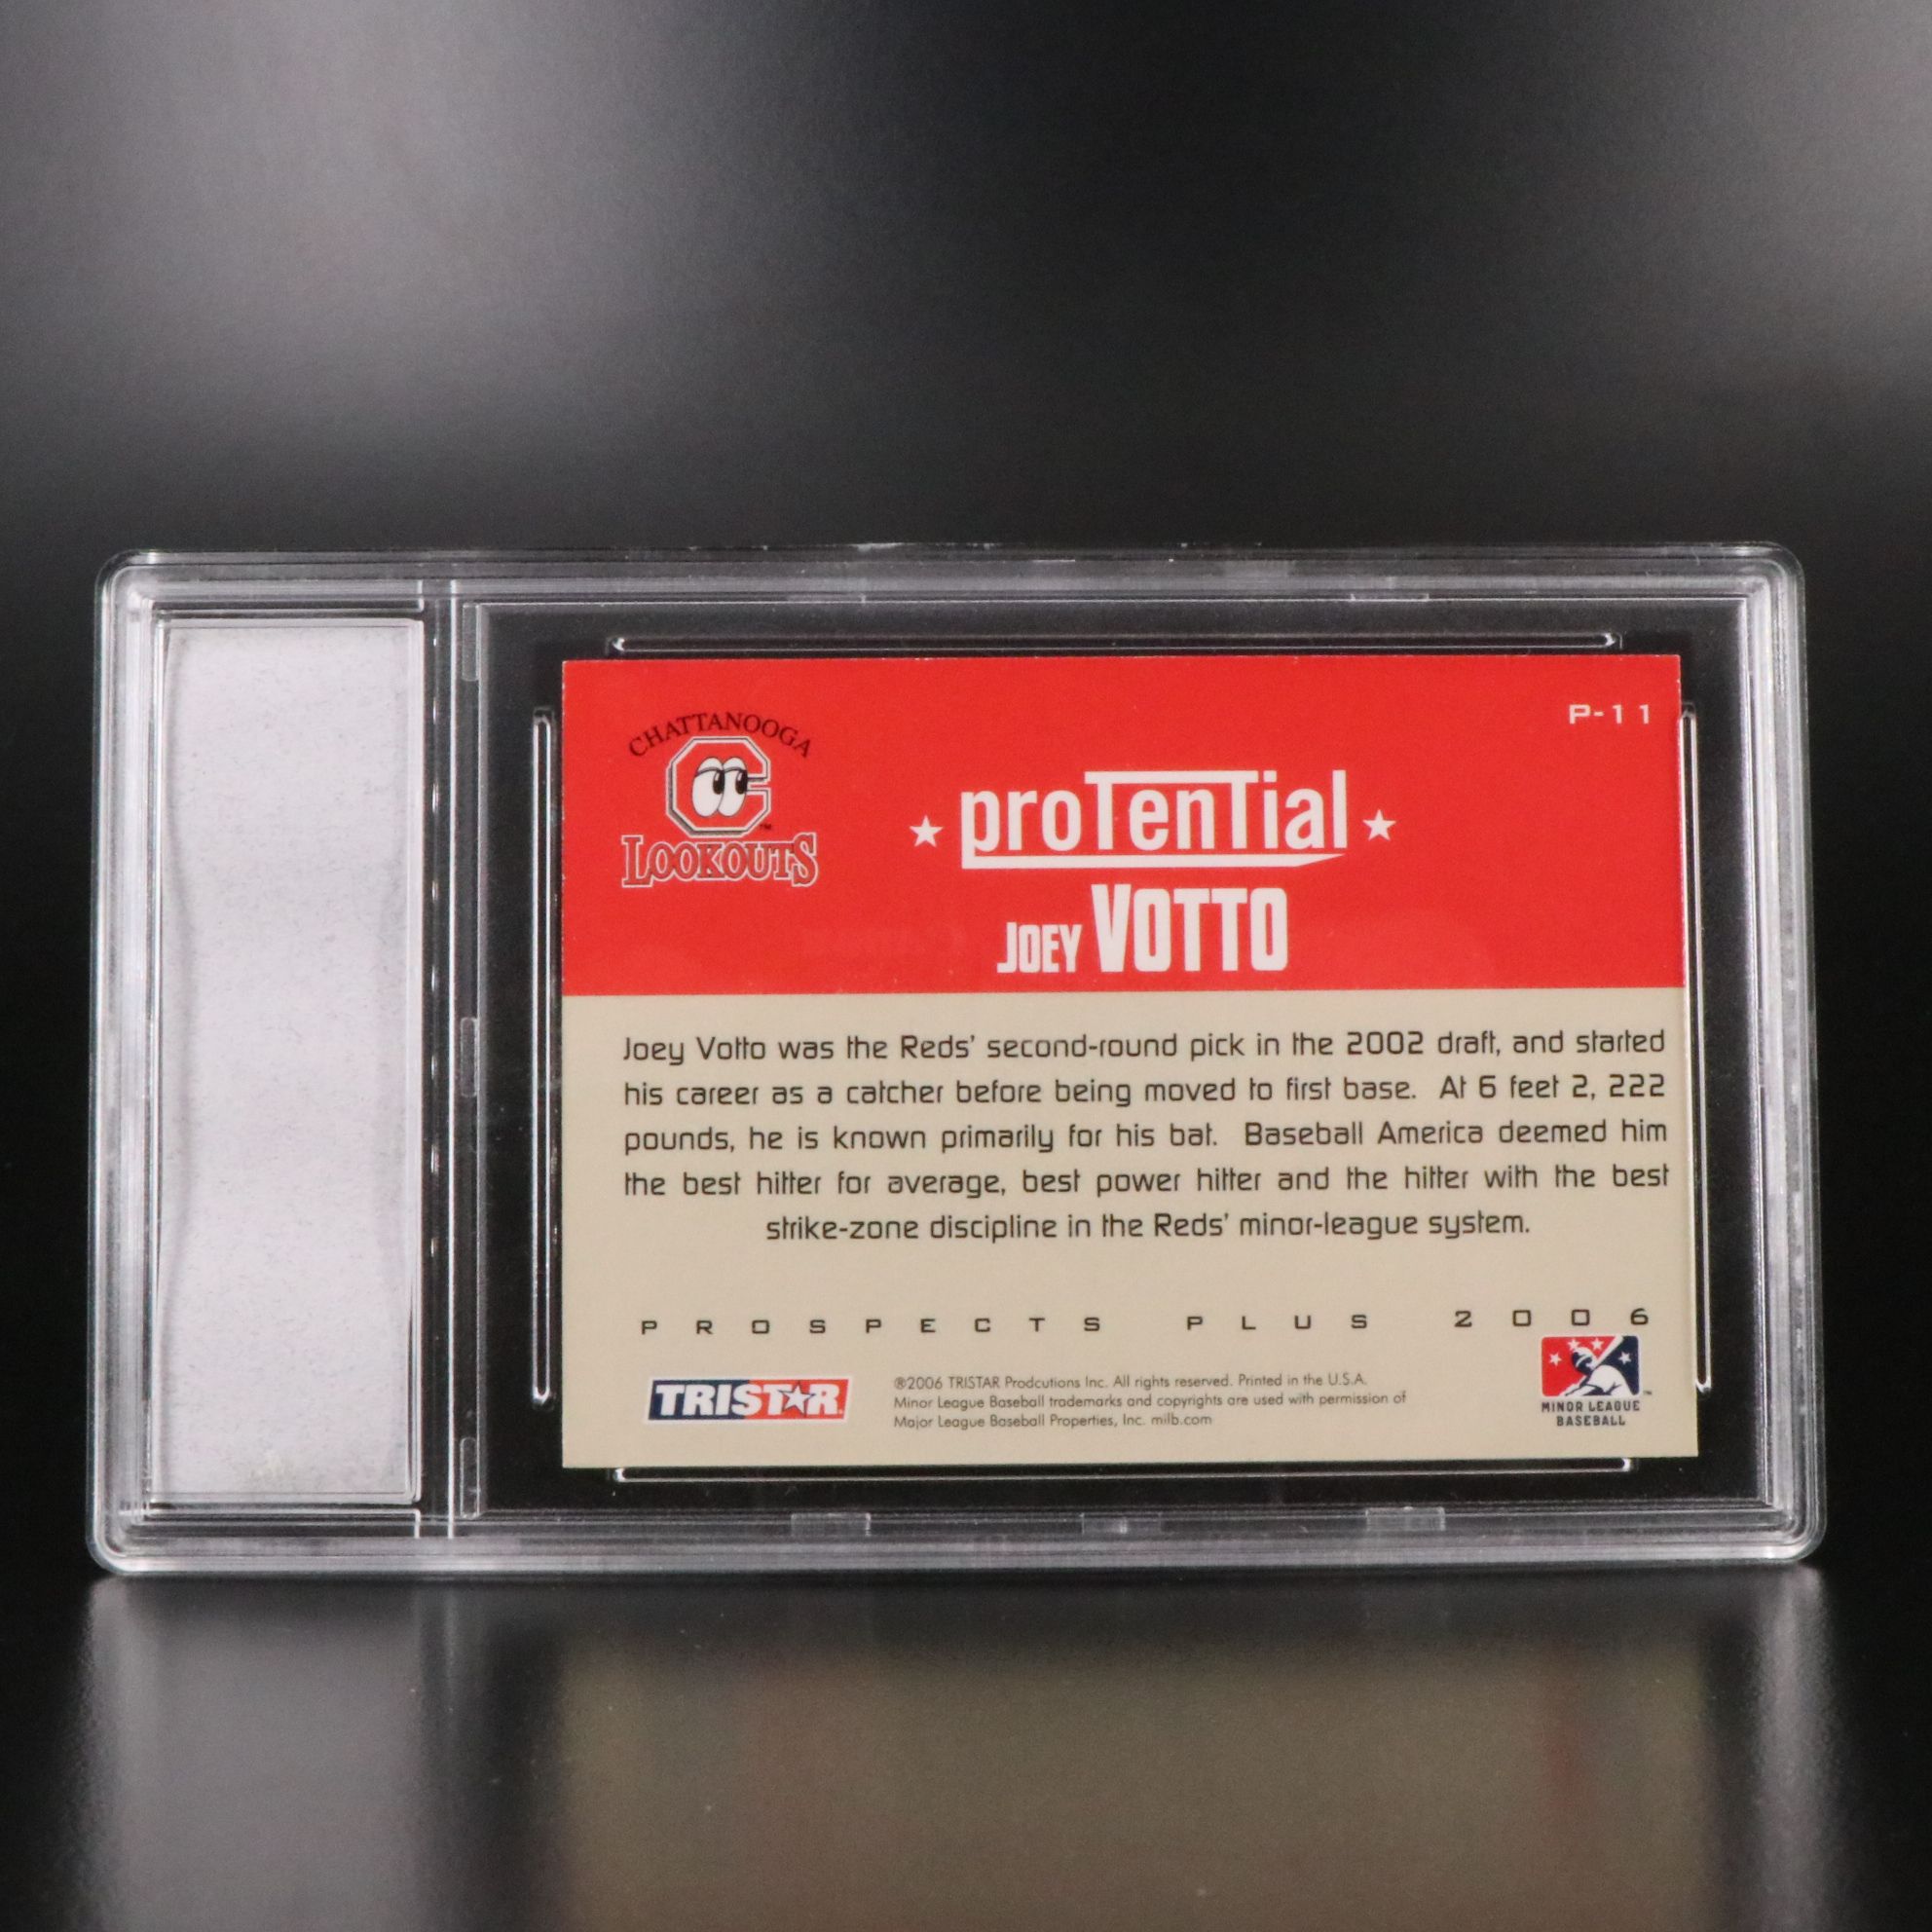 P-11
CHATTANOOGA
C
LOOKOUTS
proTenTial
JOEY VOTTO
Joey Votto was the Reds' second-round pick in the 2002 draft, and started
his career as a catcher before being moved to first base. At 6 feet 2, 222
pounds, he is known primarily for his bat. Baseball America deemed him
the best hitter for average, best power hitter and the hitter with the best
strike-zone discipline in the Reds' minor-league system.
PROSPECTS PLUS 2006
TRISTAR
®2006 TRISTAR Prodcutions Inc. All rights reserved. Printed in the U.S.A.
Minor League Baseball trademarks and copyrights are used with permission of
Major League Baseball Properties, Inc. milb.com
MINOR LEAGUE
BASEBALL